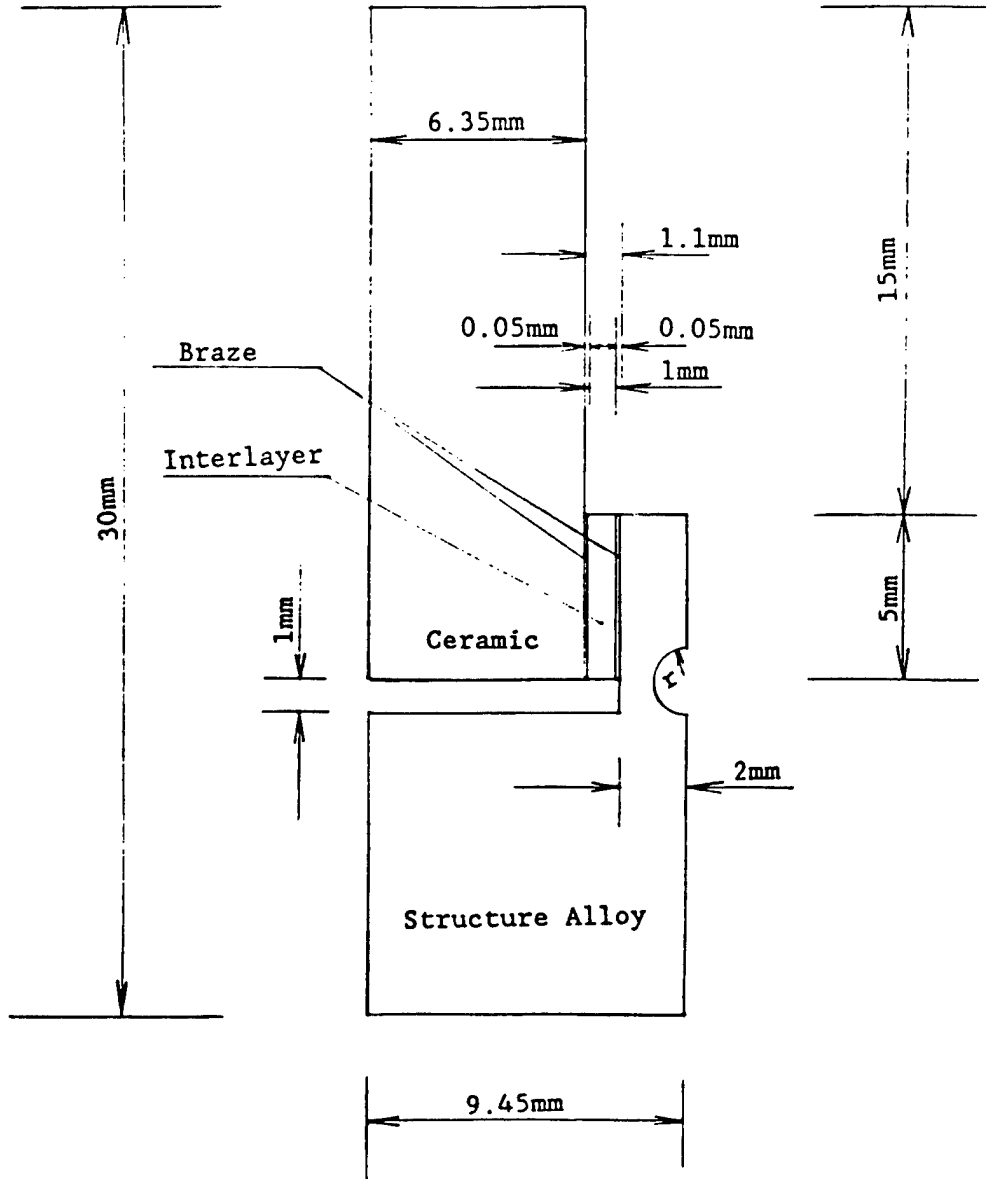 6.35mm
1.1mm
15mm
0.05mm
0.05mm
Braze
1mm
Interlayer
30mm
5mm
1mm
Ceramic
r
2mm
Structure Alloy
9.45mm